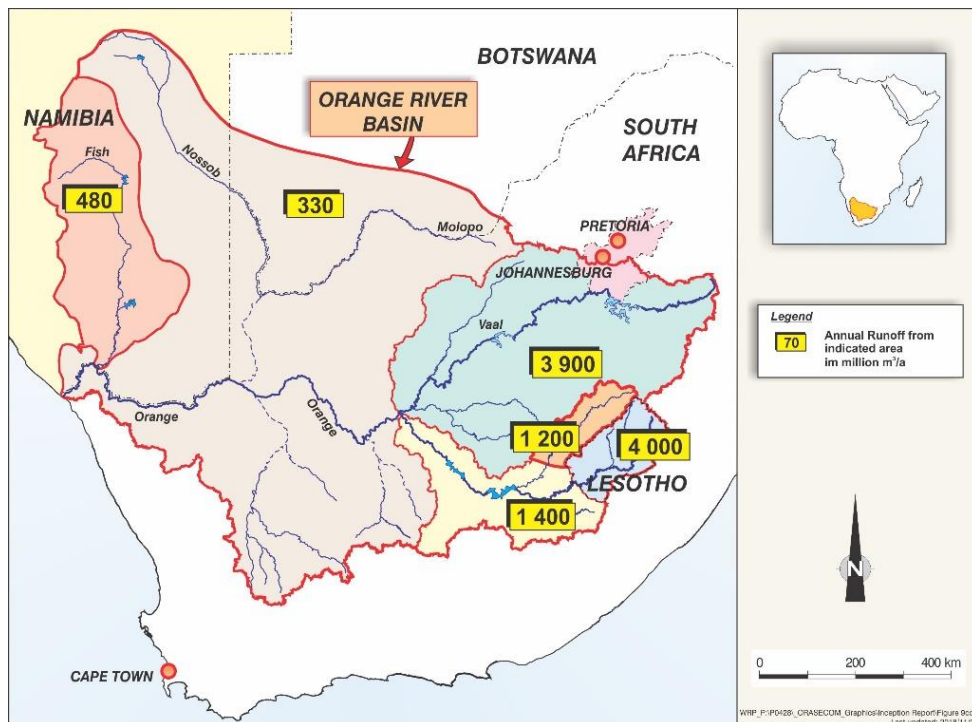 BOTSWANA
ORANGE RIVER
BASIN
NAMIBIA
SOUTH
AFRICA
Fish
Nossob
480
330
Molopo
PRETORIA
JOHANNESBURG
Vaal
3 900
Orange
Orange
1 200
4 000
LESOTHO
1 400
CAPE TOWN
Legend
70
Annual Runoff from
indicated area
im million m³/a
N
0 200 400 km